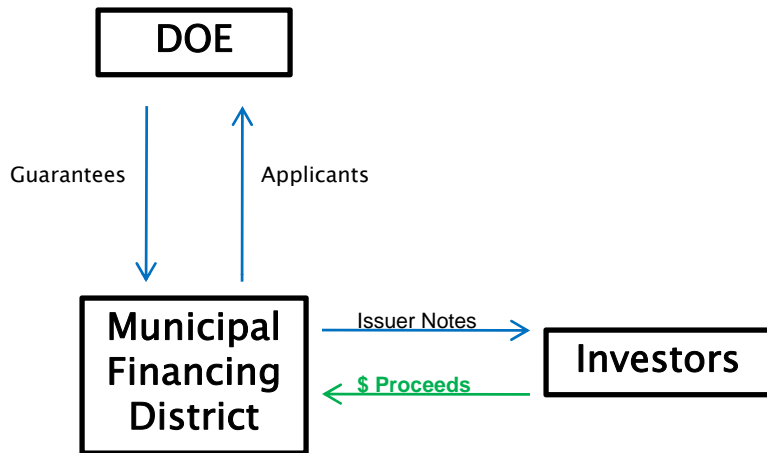 DOE
Guarantees
Applicants
Municipal
Financing
District
Issuer Notes
$ Proceeds
Investors